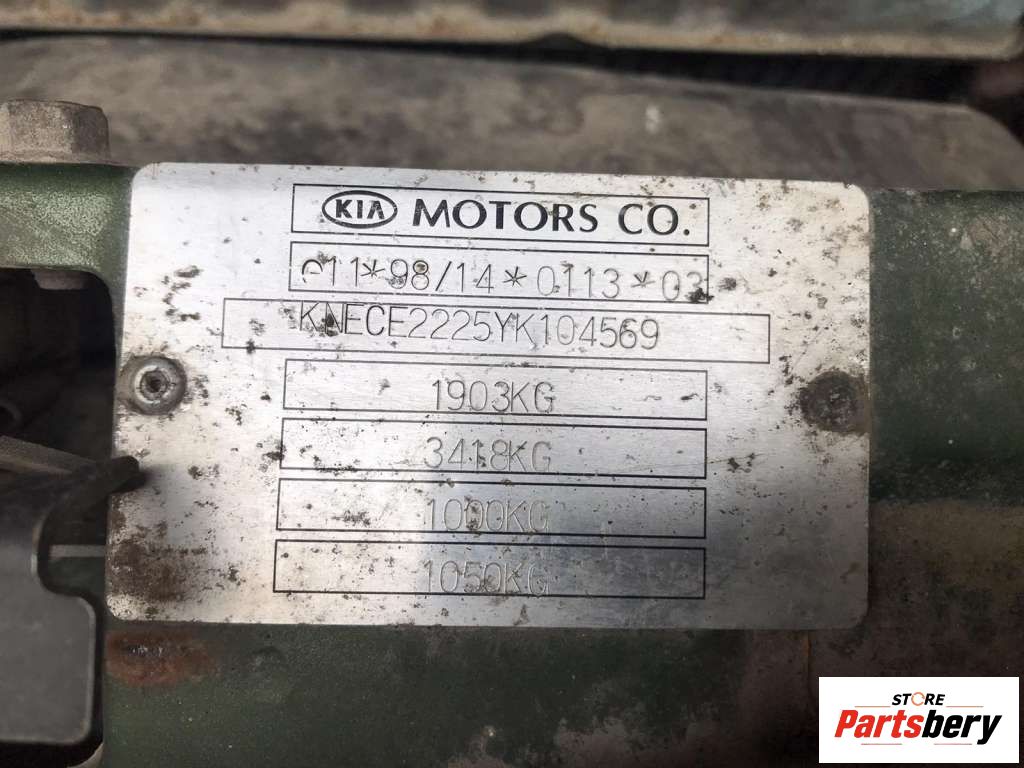 KIA MOTORS CO.
e11*98/14*0113*03
KNECE2225YK104569
1903KG
3418KG
1000KG
1050KG
STORE
Partsbery